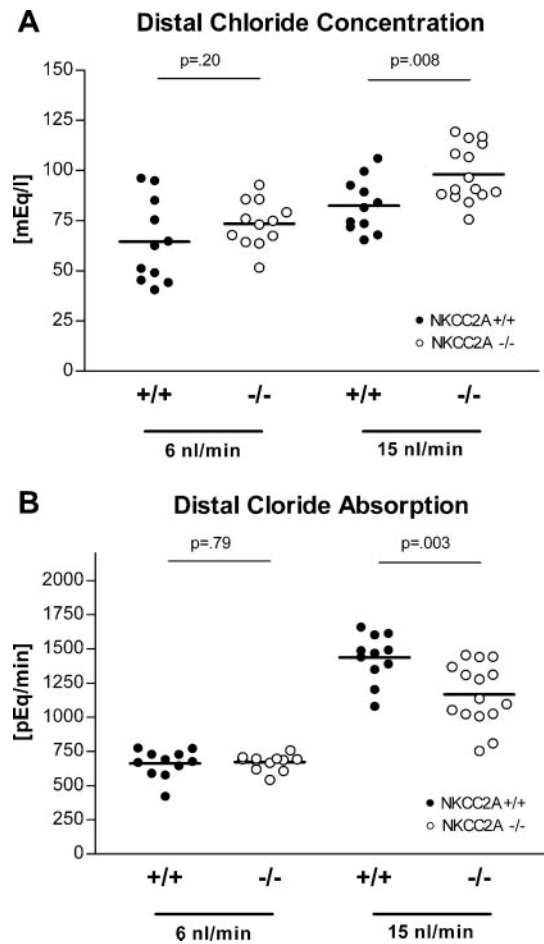 A Distal Chloride Concentration
p=.20 p=.008
150
125
100
75
50
25
0
[mEq/l]
NKCC2A+/+
NKCC2A -/-
+/+ -/- +/+ -/-
6 nl/min 15 nl/min
B Distal Cloride Absorption
p=.79 p=.003
2000
1750
1500
1250
1000
750
500
250
0
[pEq/min]
NKCC2A+/+
NKCC2A -/-
+/+ -/- +/+ -/-
6 nl/min 15 nl/min